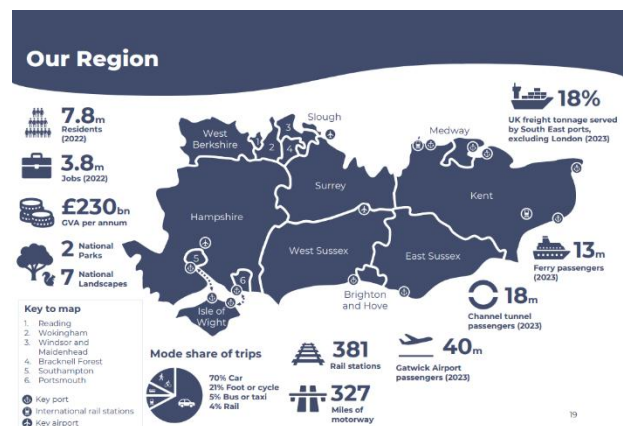 Our Region
7.8m
Residents
(2022)
3.8m
Jobs (2022)
£230bn
GVA per annum
2 National
Parks
7 National
Landscapes
Key to map
1. Reading
2. Wokingham
3. Windsor and
Maidenhead
4. Bracknell Forest
5. Southampton
6. Portsmouth
Key port
International rail stations
Key airport
West
Berkshire
2
3
4
Slough
Surrey
Medway
Kent
Hampshire
West Sussex
East Sussex
5
6
Isle of
Wight
Brighton
and Hove
18%
UK freight tonnage served
by South East ports,
excluding London (2023)
13m
Ferry passengers
(2023)
18m
Channel tunnel
passengers (2023)
40m
Gatwick Airport
passengers (2023)
Mode share of trips
70% Car
21% Foot or cycle
5% Bus or taxi
4% Rail
381
Rail stations
327
Miles of
motorway
19